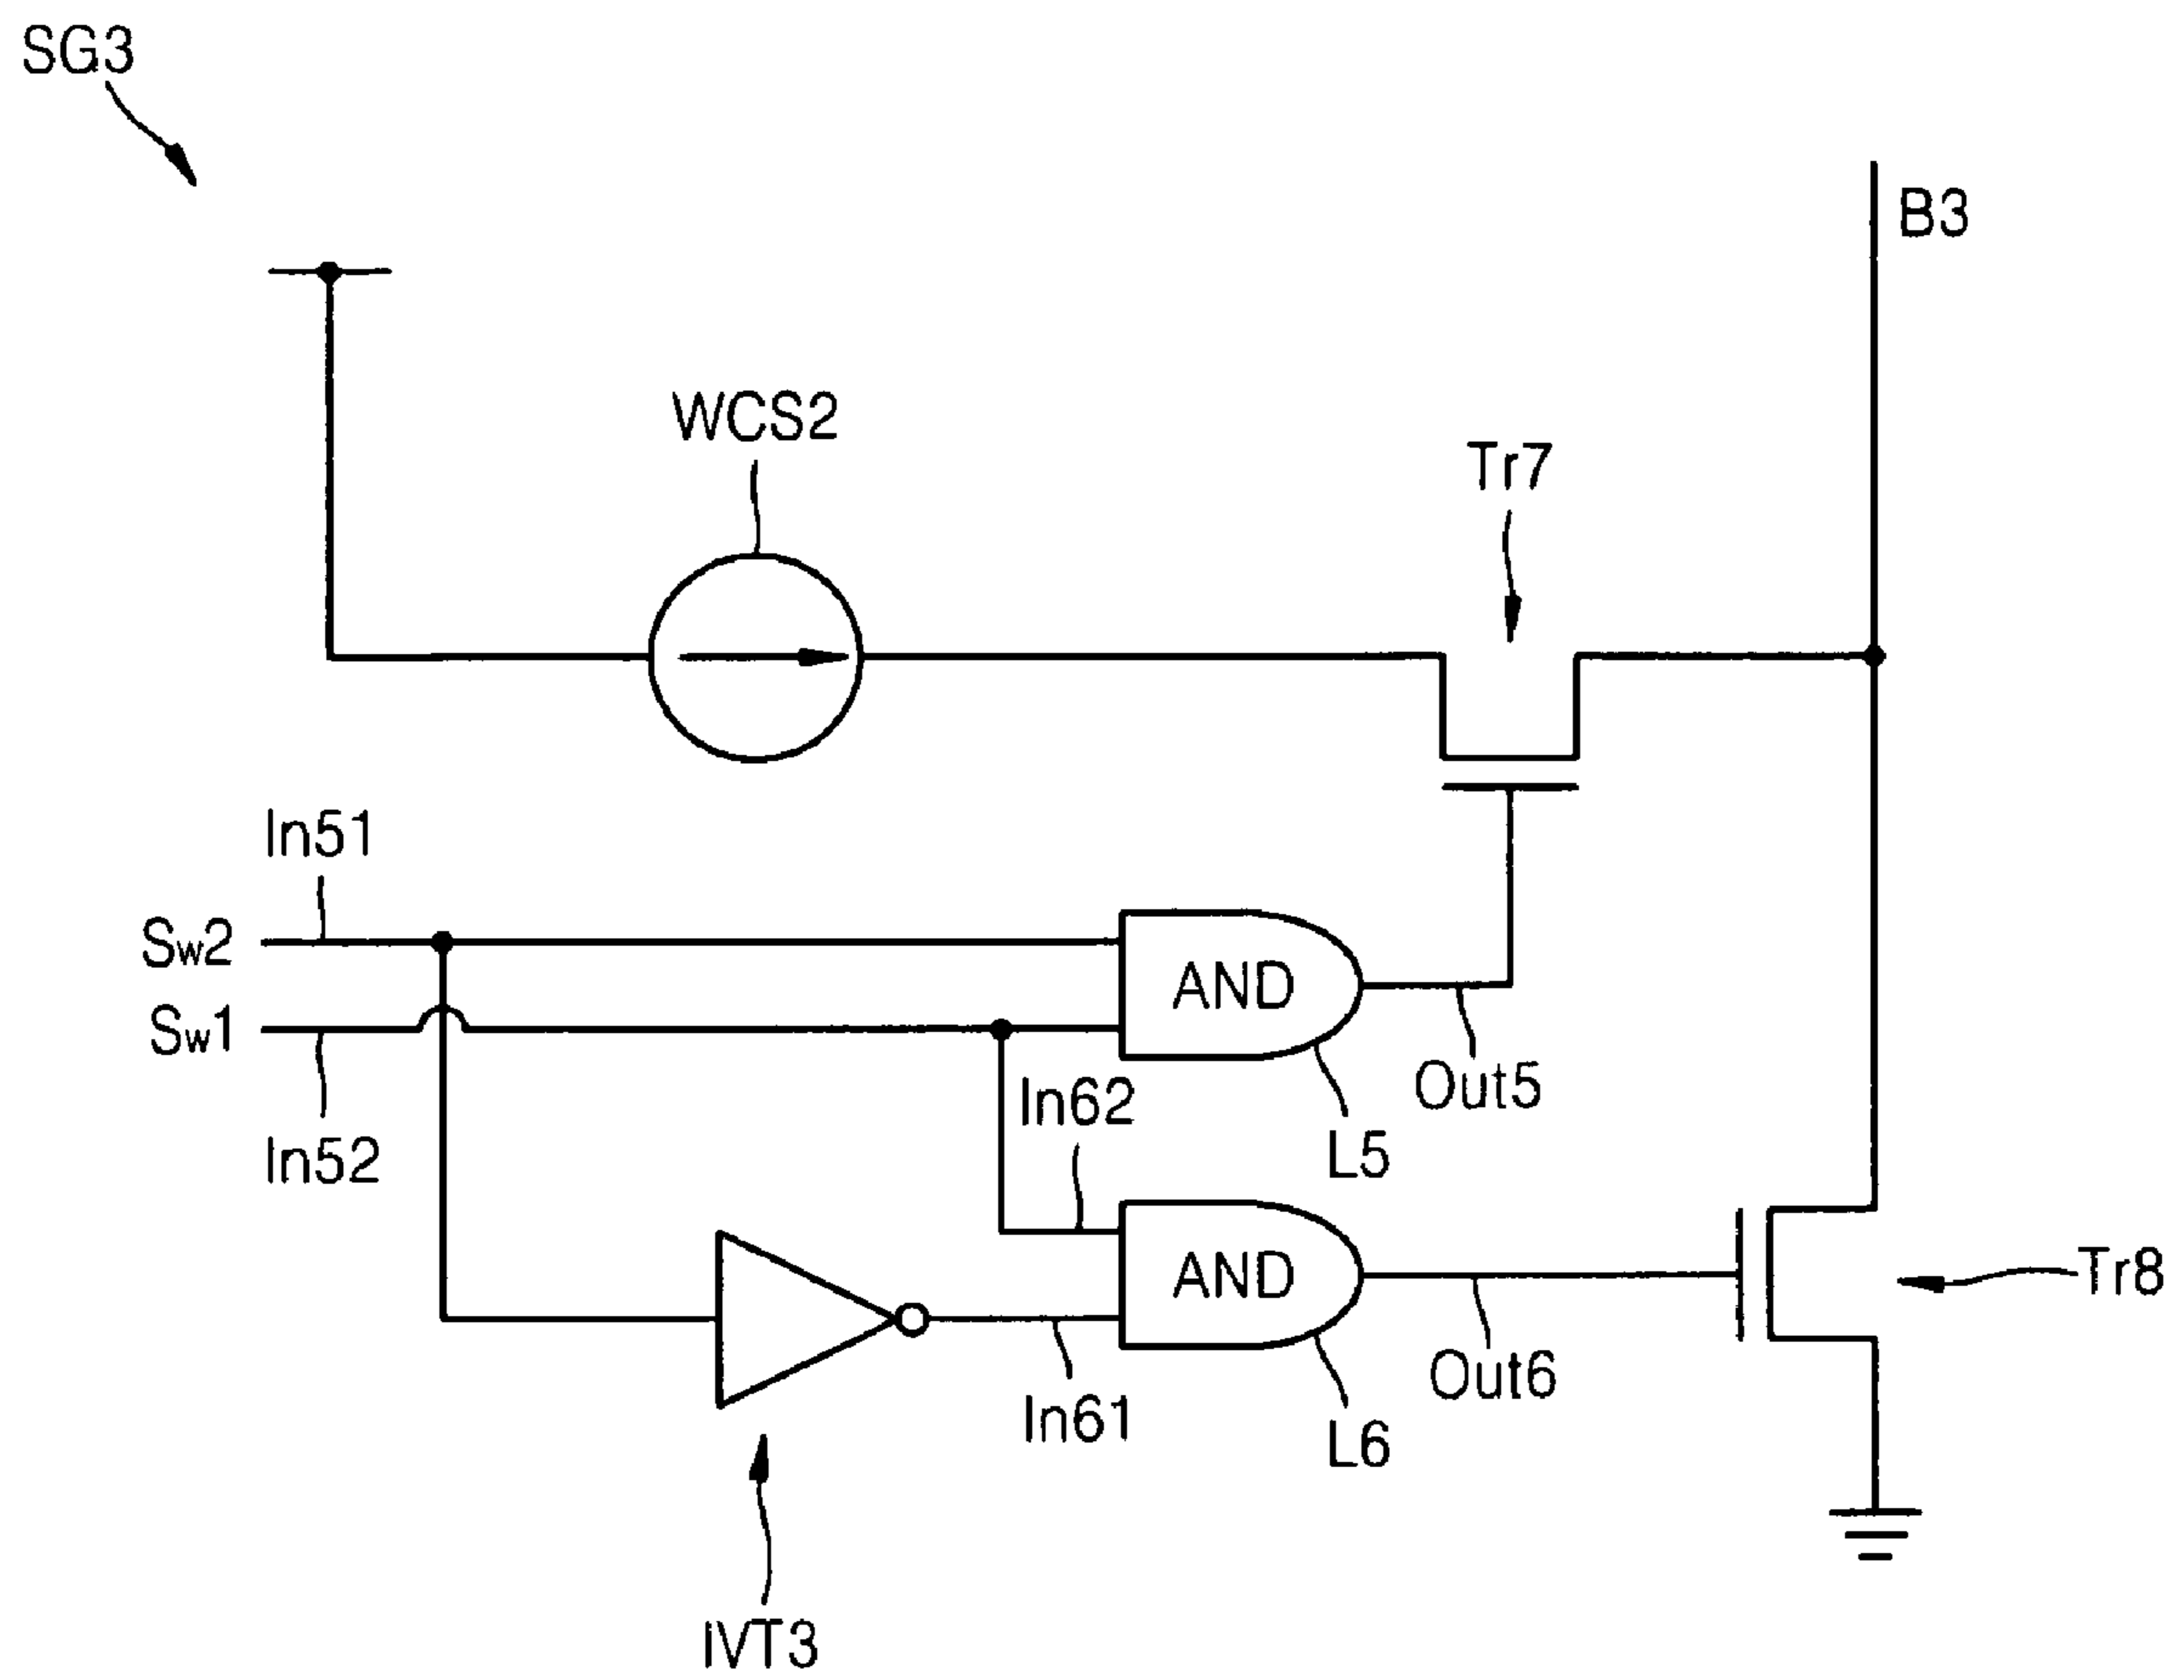 SG3
B3
WCS2
Tr7
In51
Sw2
AND
Sw1
Out5
In62
In52
L5
AND
Tr8
Out6
In61
L6
IVT3